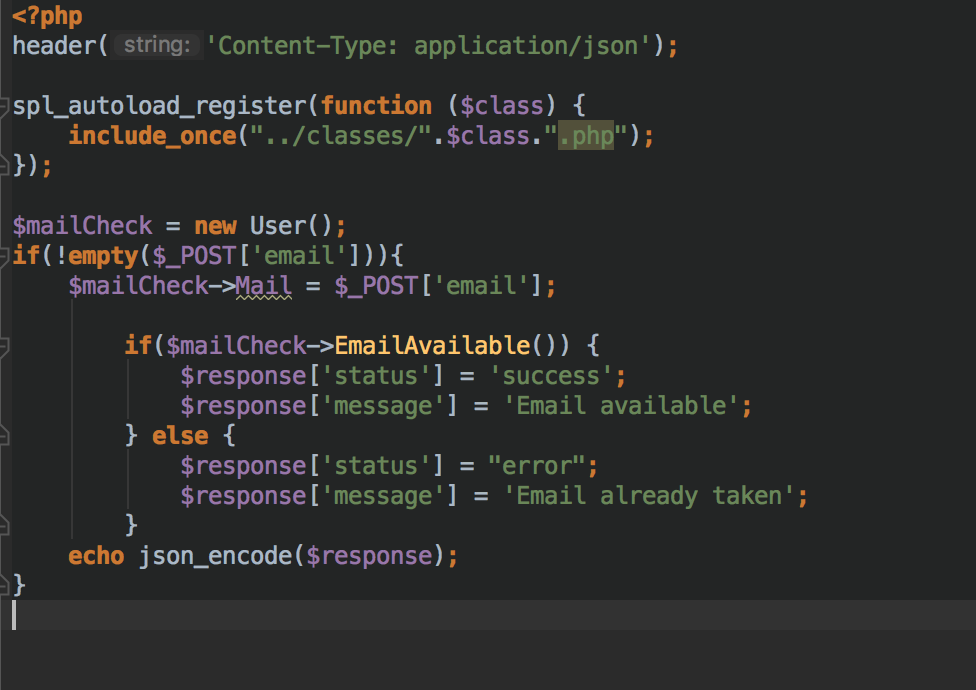 <?php
header( string: 'Content-Type: application/json');
spl_autoload_register(function ($class) {
include_once("../classes/".$class.".php");
});
$mailCheck = new User();
if(!empty($_POST['email'])){
$mailCheck->Mail = $_POST['email'];
if($mailCheck->EmailAvailable()) {
$response['status'] = 'success';
$response['message'] = 'Email available';
} else {
$response['status'] = "error";
$response['message'] = 'Email already taken';
}
echo json_encode($response);
}